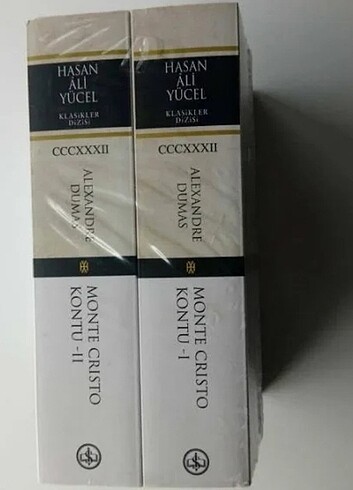 HASAN
ÂLİ
YÜCEL
KLASİKLER
DİZİSİ
CCCXXXII
ALEXANDRE
DUMAS
MONTE CRISTO
KONTU -II
HASAN
ÂLİ
YÜCEL
KLASİKLER
DİZİSİ
CCCXXXII
ALEXANDRE
DUMAS
MONTE CRISTO
KONTU -I